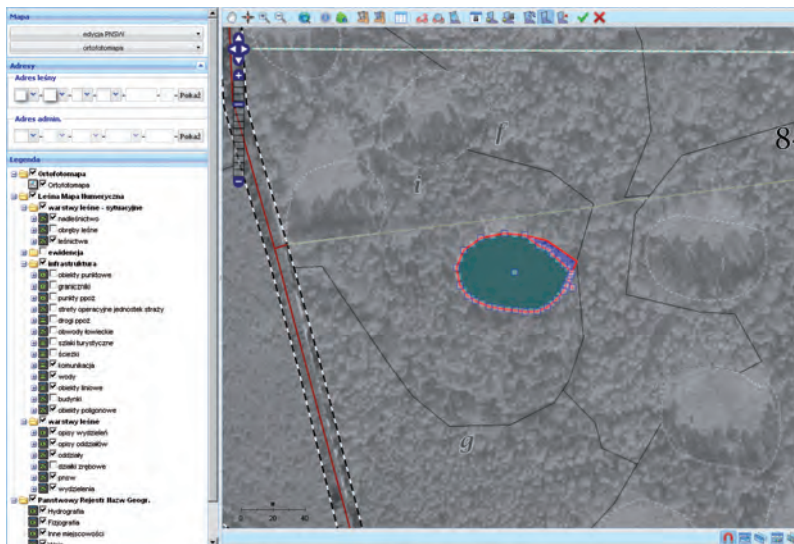 Mapa
edycja PNSW
ortofotomapa
Adresy
Adres leśny
- - - - - Pokaż
Adres admin.
- - - - - Pokaż
Legenda
Ortofotomapa
Ortofotomapa
Leśna Mapa Numeryczna
warstwy leśne - sytuacyjne
nadleśnictwo
obręby leśne
leśnictwa
ewidencja
infrastruktura
obiekty punktowe
graniczniki
punkty ppoż
strefy operacyjne jednostek straży
drogi ppoż
obwody łowieckie
szlaki turystyczne
ścieżki
komunikacja
wody
obiekty liniowe
budynki
obiekty poligonowe
warstwy leśne
opisy wydzieleń
opisy oddziałów
oddziały
działki zrębowe
pnsw
wydzielenia
Państwowy Rejestr Nazw Geogr.
Hydrografia
Fizjografia
Inne miejscowości
f
i
g
8
0 20 40 m